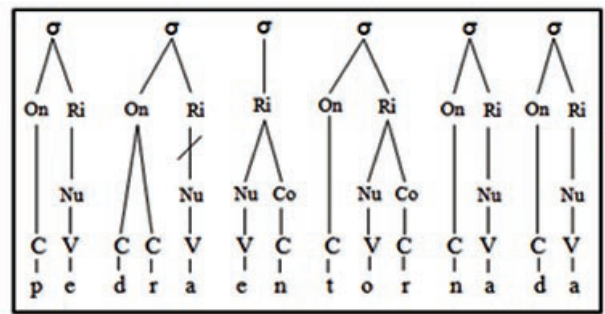 σ σ σ σ σ σ
On Ri On Ri Ri On Ri On Ri On Ri
Nu Nu Nu Co Nu Co Nu Nu
C V C C V V C C V C C V C V
p e d r a e n t o r n a d a